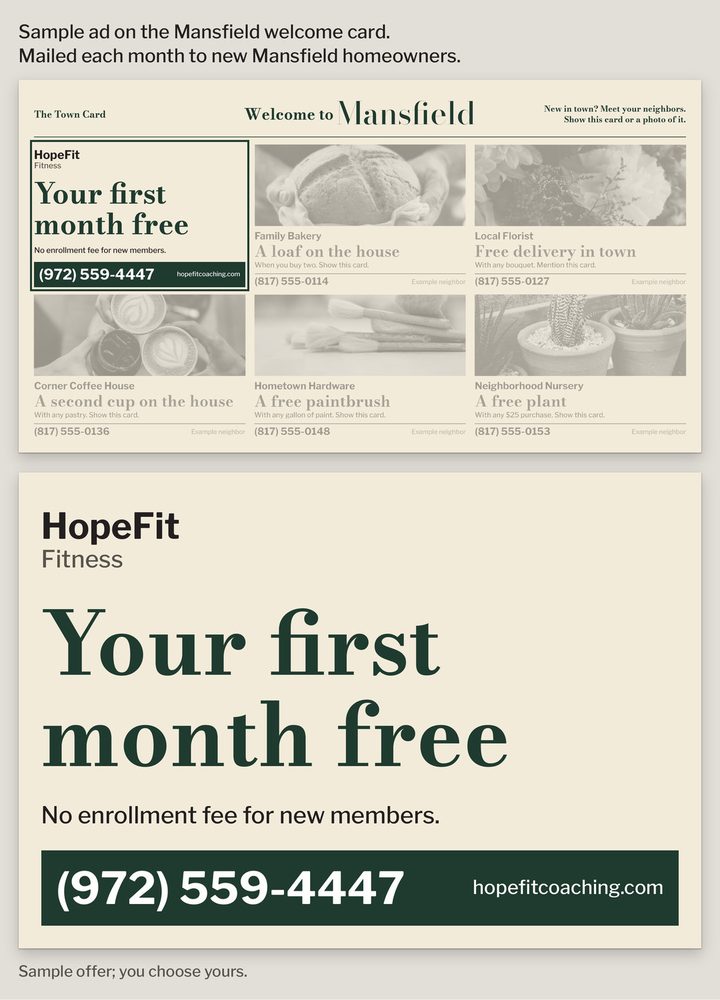 Sample ad on the Mansfield welcome card.
Mailed each month to new Mansfield homeowners.
The Town Card
Welcome to Mansfield
New in town? Meet your neighbors.
Show this card or a photo of it.
HopeFit
Fitness
Your first
month free
No enrollment fee for new members.
(972) 559-4447 hopefitcoaching.com
Family Bakery
A loaf on the house
When you buy two. Show this card.
(817) 555-0114 Example neighbor
Local Florist
Free delivery in town
With any bouquet. Mention this card.
(817) 555-0127 Example neighbor
Corner Coffee House
A second cup on the house
With any pastry. Show this card.
(817) 555-0136 Example neighbor
Hometown Hardware
A free paintbrush
With any gallon of paint. Show this card.
(817) 555-0148 Example neighbor
Neighborhood Nursery
A free plant
With any $25 purchase. Show this card.
(817) 555-0153 Example neighbor
HopeFit
Fitness
Your first
month free
No enrollment fee for new members.
(972) 559-4447 hopefitcoaching.com
Sample offer; you choose yours.